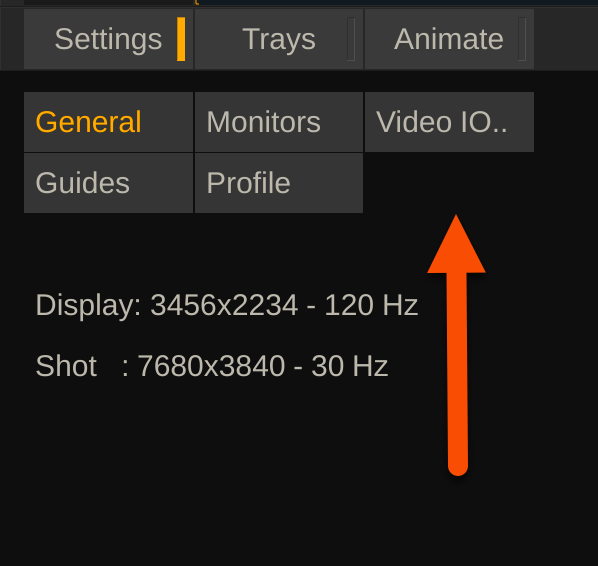 Settings Trays Animate
General Monitors Video IO..
Guides Profile
Display: 3456x2234 - 120 Hz
Shot : 7680x3840 - 30 Hz